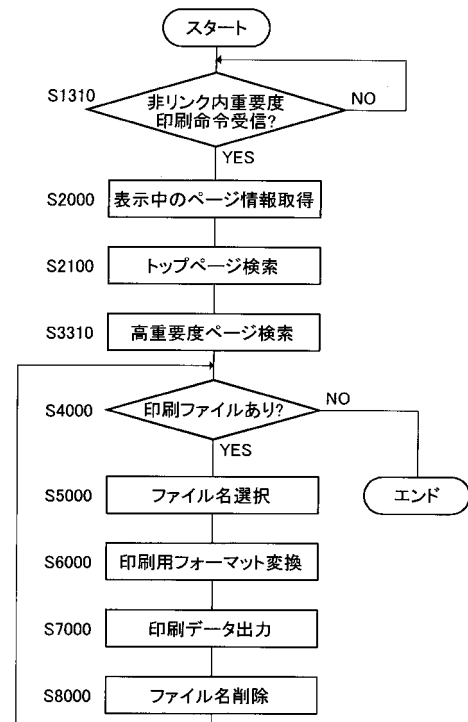 スタート
S1310
非リンク内重要度
印刷命令受信?
NO
YES
S2000
表示中のページ情報取得
S2100
トップページ検索
S3310
高重要度ページ検索
S4000
印刷ファイルあり?
NO
YES
S5000
ファイル名選択
エンド
S6000
印刷用フォーマット変換
S7000
印刷データ出力
S8000
ファイル名削除